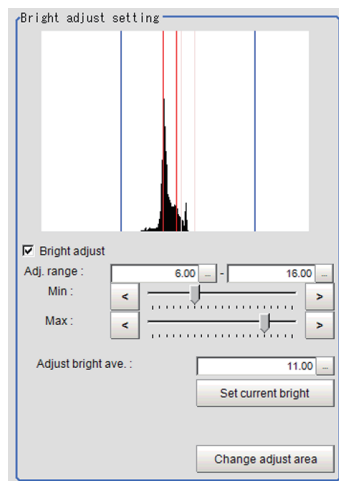 Bright adjust setting
Bright adjust
Adj. range : 6.00 ... - 16.00 ...
Min : < >
Max : < >
Adjust bright ave. : 11.00 ...
Set current bright
Change adjust area